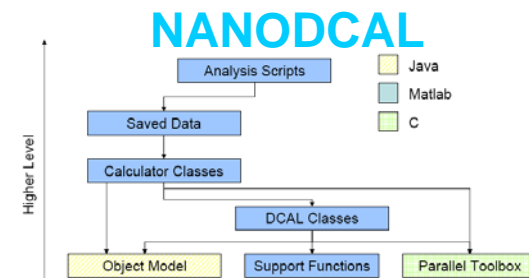 NANODCAL
Analysis Scripts
Java
Matlab
Saved Data
C
Calculator Classes
Higher Level
DCAL Classes
Object Model
Support Functions
Parallel Toolbox